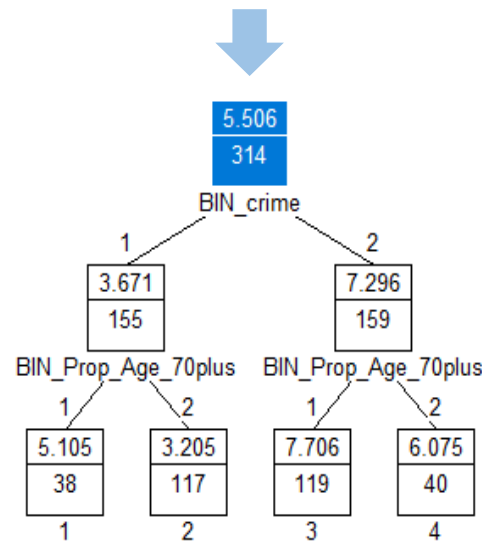 5.506
314
BIN_crime
1 2
3.671 7.296
155 159
BIN_Prop_Age_70plus BIN_Prop_Age_70plus
1 2 1 2
5.105 3.205 7.706 6.075
38 117 119 40
1 2 3 4